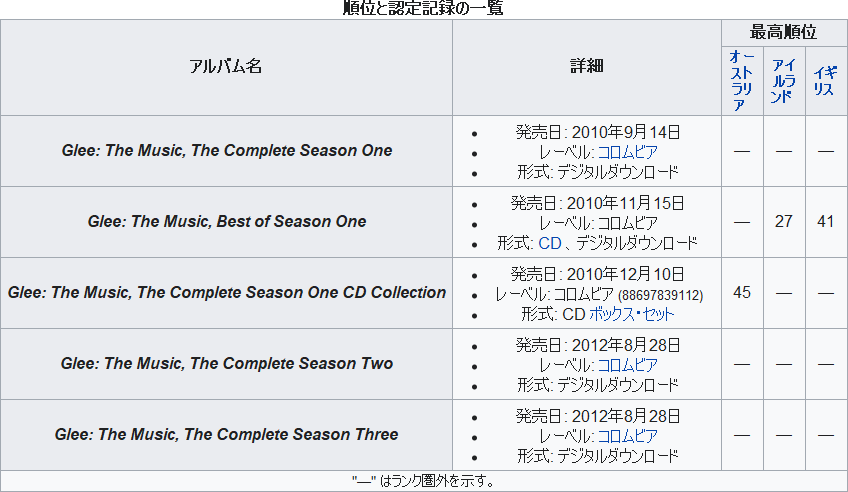 順位と認定記録の一覧
アルバム名 詳細 最高順位
オーストラリア アイルランド イギリス
Glee: The Music, The Complete Season One
発売日: 2010年9月14日
レーベル: コロムビア
形式: デジタルダウンロード
— — —
Glee: The Music, Best of Season One
発売日: 2010年11月15日
レーベル: コロムビア
形式: CD 、デジタルダウンロード
— 27 41
Glee: The Music, The Complete Season One CD Collection
発売日: 2010年12月10日
レーベル: コロムビア (88697839112)
形式: CD ボックス・セット
45 — —
Glee: The Music, The Complete Season Two
発売日: 2012年8月28日
レーベル: コロムビア
形式: デジタルダウンロード
— — —
Glee: The Music, The Complete Season Three
発売日: 2012年8月28日
レーベル: コロムビア
形式: デジタルダウンロード
— — —
"—" はランク圏外を示す。